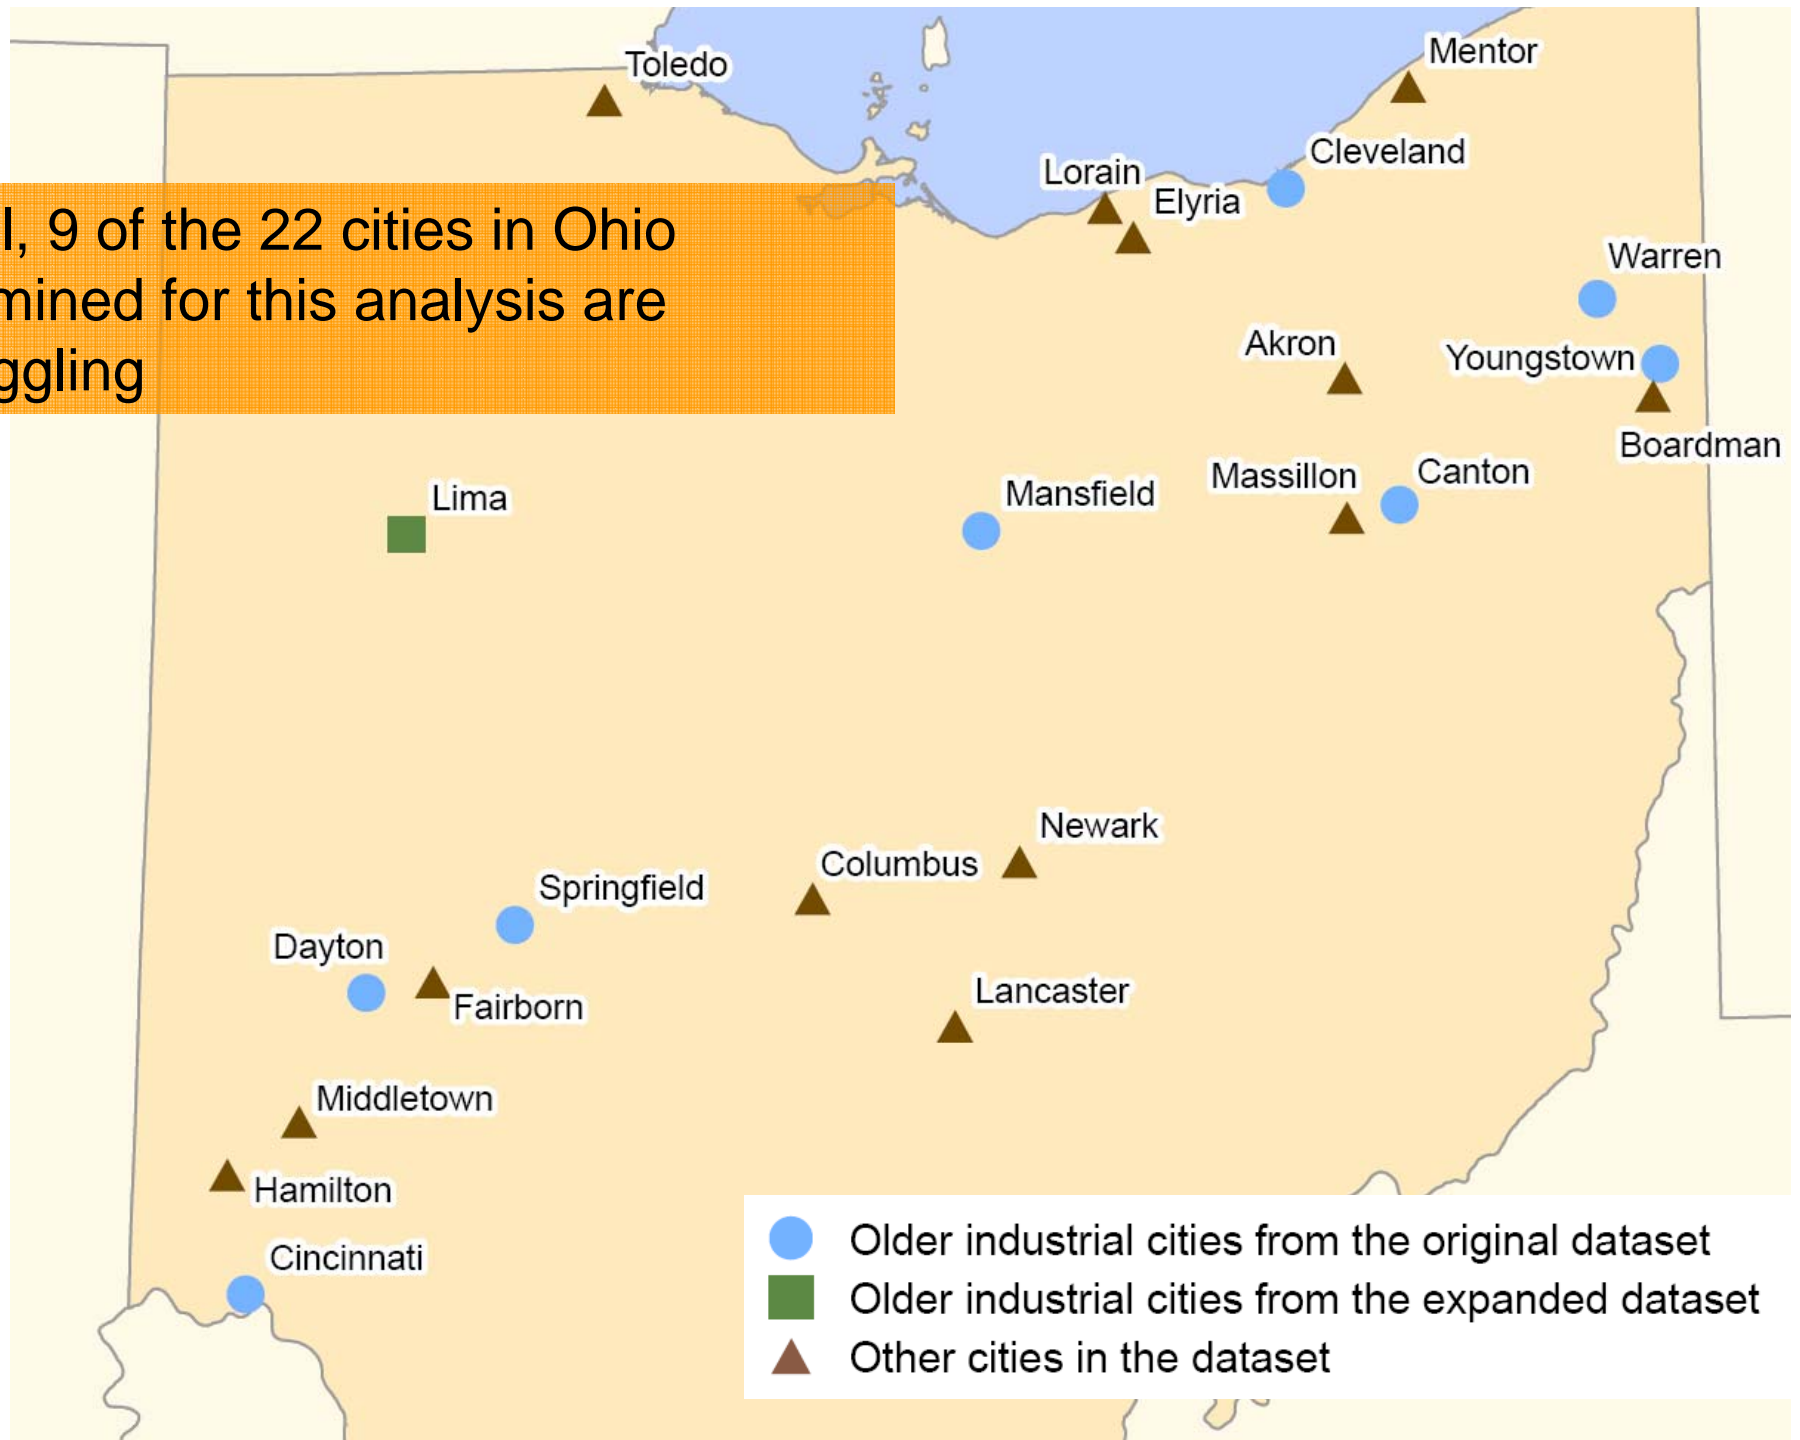 Toledo
Mentor
Cleveland
Lorain
Elyria
l, 9 of the 22 cities in Ohio
mined for this analysis are
ggling
Warren
Akron
Youngstown
Boardman
Massillon
Canton
Lima
Mansfield
Newark
Columbus
Springfield
Dayton
Fairborn
Lancaster
Middletown
Hamilton
Cincinnati
Older industrial cities from the original dataset
Older industrial cities from the expanded dataset
Other cities in the dataset